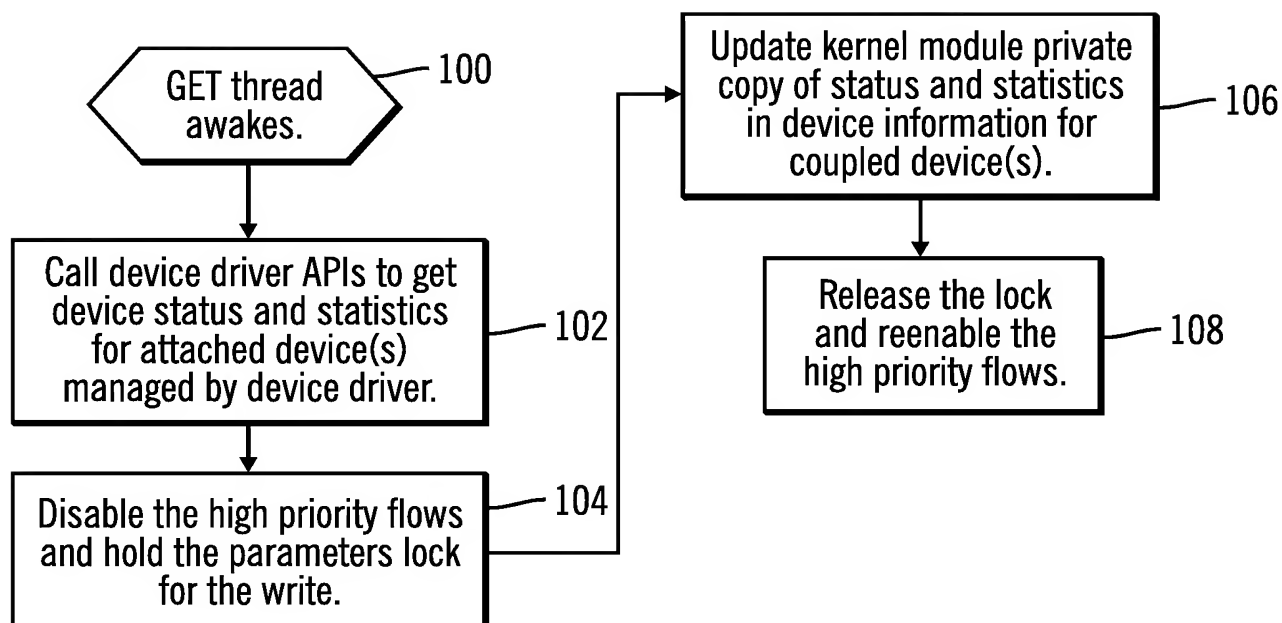 GET thread
awakes.
100
Call device driver APIs to get
device status and statistics
for attached device(s)
managed by device driver.
102
Disable the high priority flows
and hold the parameters lock
for the write.
104
Update kernel module private
copy of status and statistics
in device information for
coupled device(s).
106
Release the lock
and reenable the
high priority flows.
108